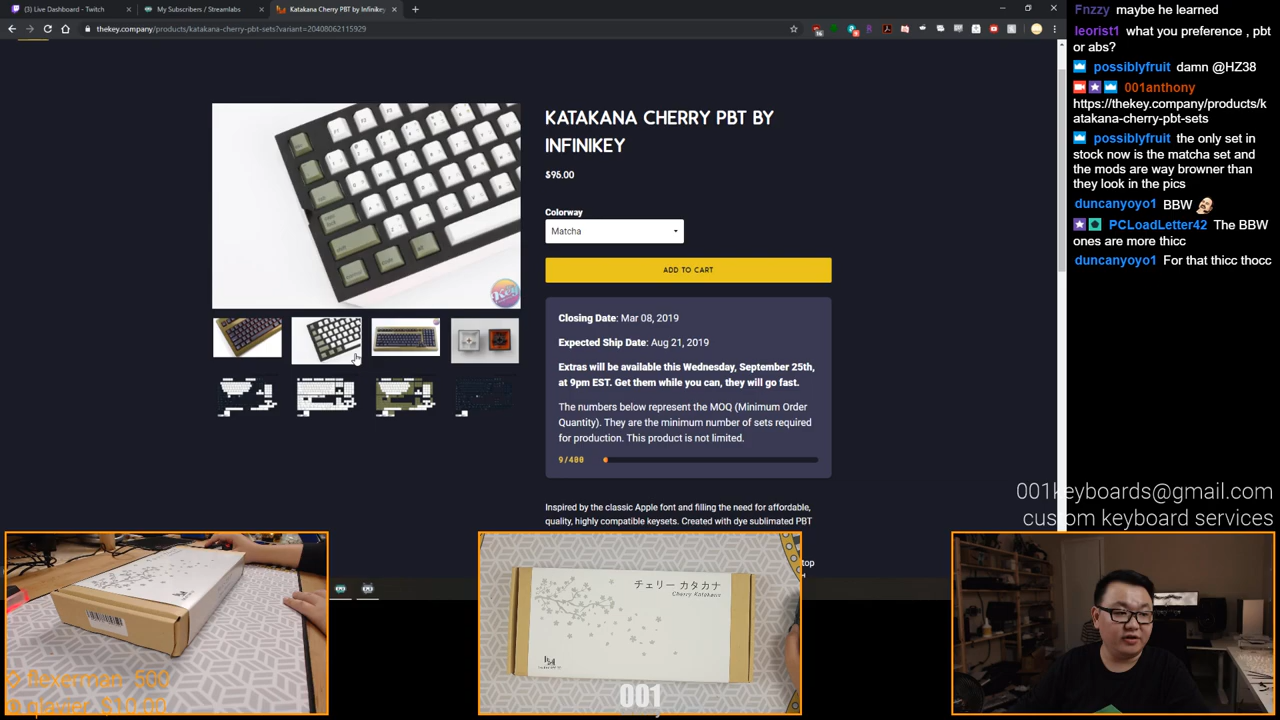 (1) Live Dashboard - Twitch
My Subscribers / Streamlabs
Katakana Cherry PBT by Infinikey
thekey.company/products/katakana-cherry-pbt-sets?variant=20408062115929
KATAKANA CHERRY PBT BY
INFINIKEY
$96.00
Colorway
Matcha
ADD TO CART
Closing Date: Mar 08, 2019
Expected Ship Date: Aug 21, 2019
Extras will be available this Wednesday, September 25th,
at 9pm EST. Get them while you can, they will go fast.
The numbers below represent the MOQ (Minimum Order
Quantity). They are the minimum number of sets required
for production. This product is not limited.
9/400
Inspired by the classic Apple font and filling the need for affordable,
quality, highly compatible keysets. Created with dye sublimated PBT
top
Fnzzy maybe he learned
leorist1 what you preference , pbt
or abs?
possiblyfruit damn @HZ38
001anthony
https://thekey.company/products/k
atakana-cherry-pbt-sets
possiblyfruit the only set in
stock now is the matcha set and
the mods are way browner than
they look in the pics
duncanyoyo1 BBW
PCLoadLetter42 The BBW
ones are more thicc
duncanyoyo1 For that thicc thocc
001keyboards@gmail.com
custom keyboard services
チェリー カタカナ
Cherry Katakana
flexerman 500
$10.00
001